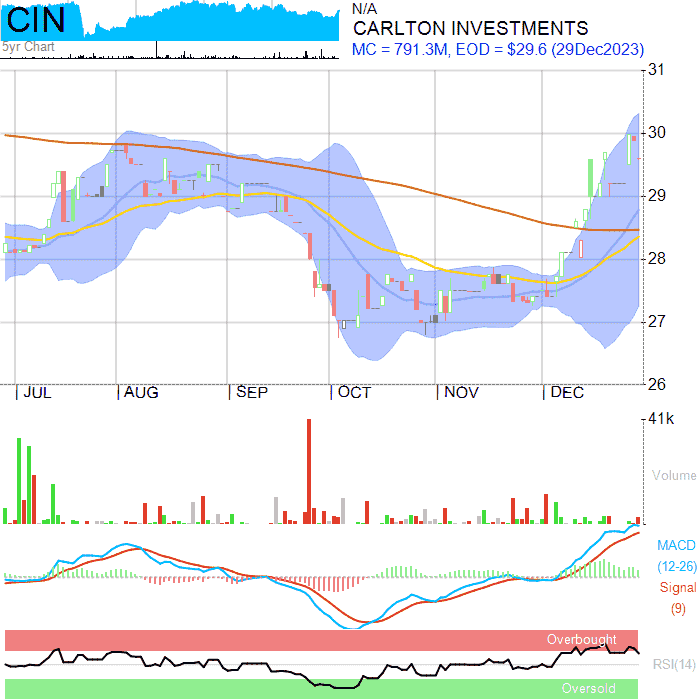 CIN
N/A
CARLTON INVESTMENTS
5yr Chart
MC = 791.3M, EOD = $29.6 (29Dec2023)
31
30
29
28
27
26
| JUL | AUG | SEP | OCT | NOV | DEC
41k
Volume
MACD
(12-26)
Signal
(9)
Overbought
RSI(14)
Oversold